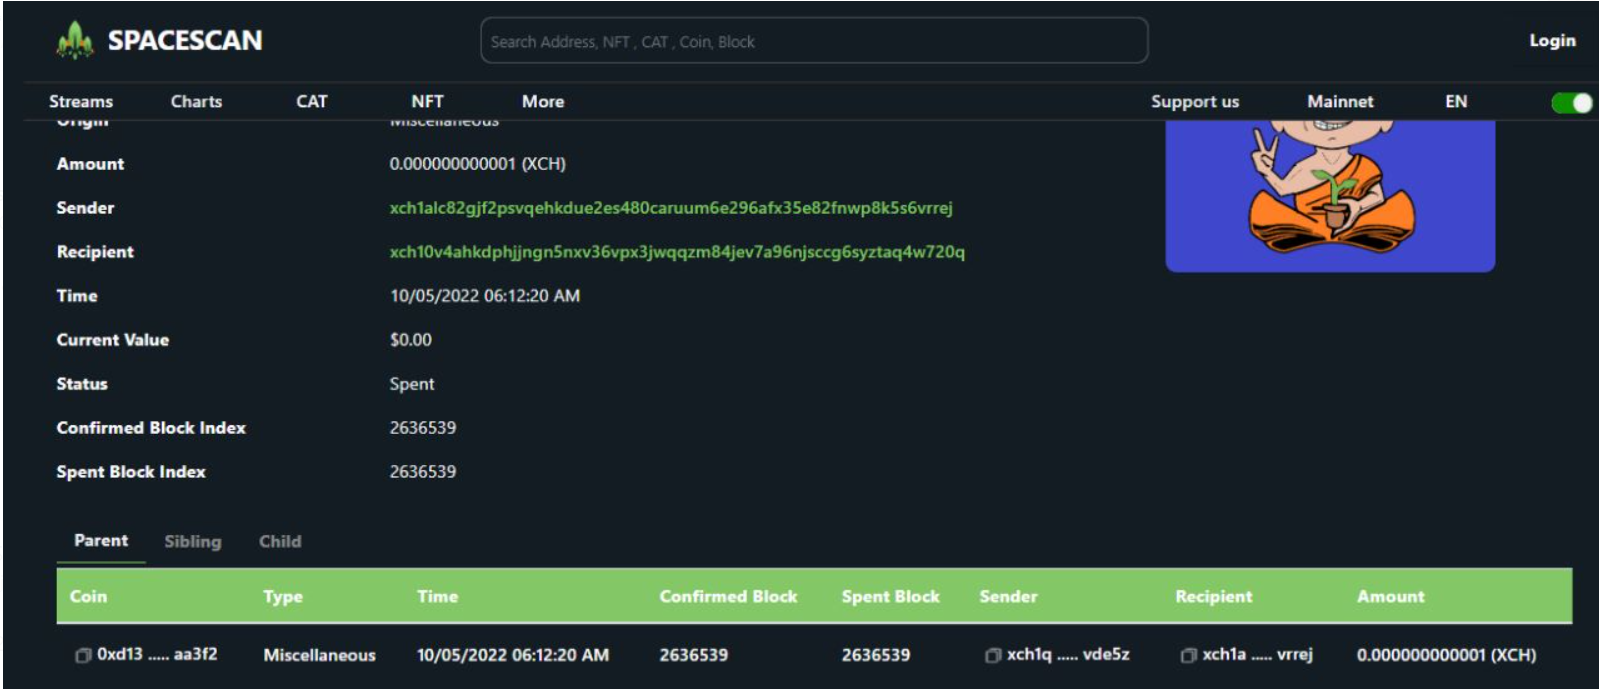 SPACESCAN
Search Address, NFT , CAT , Coin, Block
Login
Streams Charts CAT NFT More Support us Mainnet EN
Origin Miscellaneous
Amount 0.000000000001 (XCH)
Sender xch1alc82gjf2psvqehkdue2es480caruum6e296afx35e82fnwp8k5s6vrrej
Recipient xch10v4ahkdphjjngn5nxv36vpx3jwqqzm84jev7a96njsccg6syztaq4w720q
Time 10/05/2022 06:12:20 AM
Current Value $0.00
Status Spent
Confirmed Block Index 2636539
Spent Block Index 2636539
Parent Sibling Child
Coin Type Time Confirmed Block Spent Block Sender Recipient Amount
0xd13 ..... aa3f2 Miscellaneous 10/05/2022 06:12:20 AM 2636539 2636539 xch1q ..... vde5z xch1a ..... vrrej 0.000000000001 (XCH)